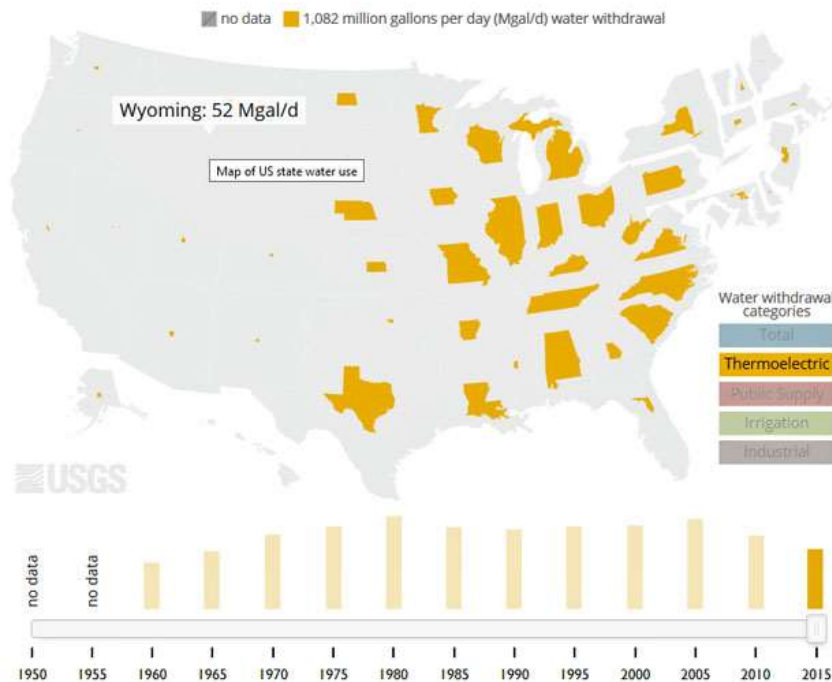 no data 1,082 million gallons per day (Mgal/d) water withdrawal
Wyoming: 52 Mgal/d
Map of US state water use
Water withdrawal
categories
Total
Thermoelectric
Public Supply
Irrigation
Industrial
USGS
no data
no data
1950 1955 1960 1965 1970 1975 1980 1985 1990 1995 2000 2005 2010 2015